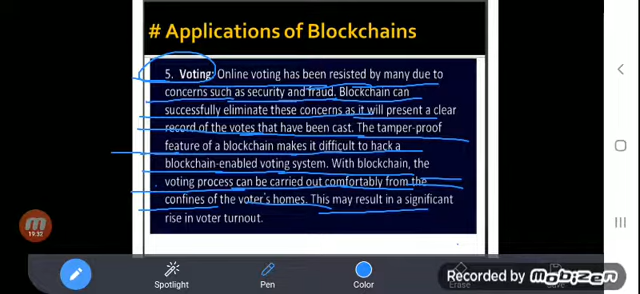 # Applications of Blockchains
5. Voting: Online voting has been resisted by many due to
concerns such as security and fraud. Blockchain can
successfully eliminate these concerns as it will present a clear
record of the votes that have been cast. The tamper-proof
feature of a blockchain makes it difficult to hack a
blockchain-enabled voting system. With blockchain, the
voting process can be carried out comfortably from the
confines of the voter's homes. This may result in a significant
rise in voter turnout.
M
19:32
Spotlight
Pen
Color
Erase
Save
Recorded by mobizen